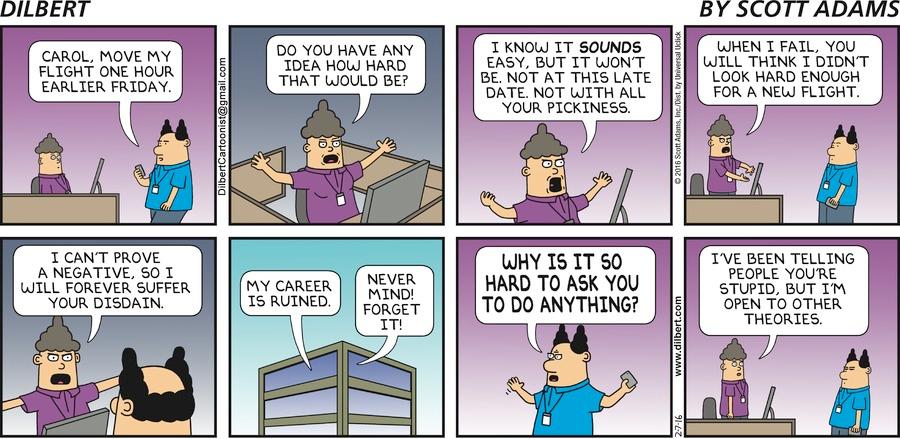 DILBERT
BY SCOTT ADAMS
CAROL, MOVE MY
FLIGHT ONE HOUR
EARLIER FRIDAY.
DilbertCartoonist@gmail.com
DO YOU HAVE ANY
IDEA HOW HARD
THAT WOULD BE?
I KNOW IT SOUNDS
EASY, BUT IT WON'T
BE. NOT AT THIS LATE
DATE. NOT WITH ALL
YOUR PICKINESS.
© 2016 Scott Adams, Inc./Dist. by Universal Uclick
WHEN I FAIL, YOU
WILL THINK I DIDN'T
LOOK HARD ENOUGH
FOR A NEW FLIGHT.
I CAN'T PROVE
A NEGATIVE, SO I
WILL FOREVER SUFFER
YOUR DISDAIN.
MY CAREER
IS RUINED.
NEVER
MIND!
FORGET
IT!
WHY IS IT SO
HARD TO ASK YOU
TO DO ANYTHING?
2-7-16
www.dilbert.com
I'VE BEEN TELLING
PEOPLE YOU'RE
STUPID, BUT I'M
OPEN TO OTHER
THEORIES.